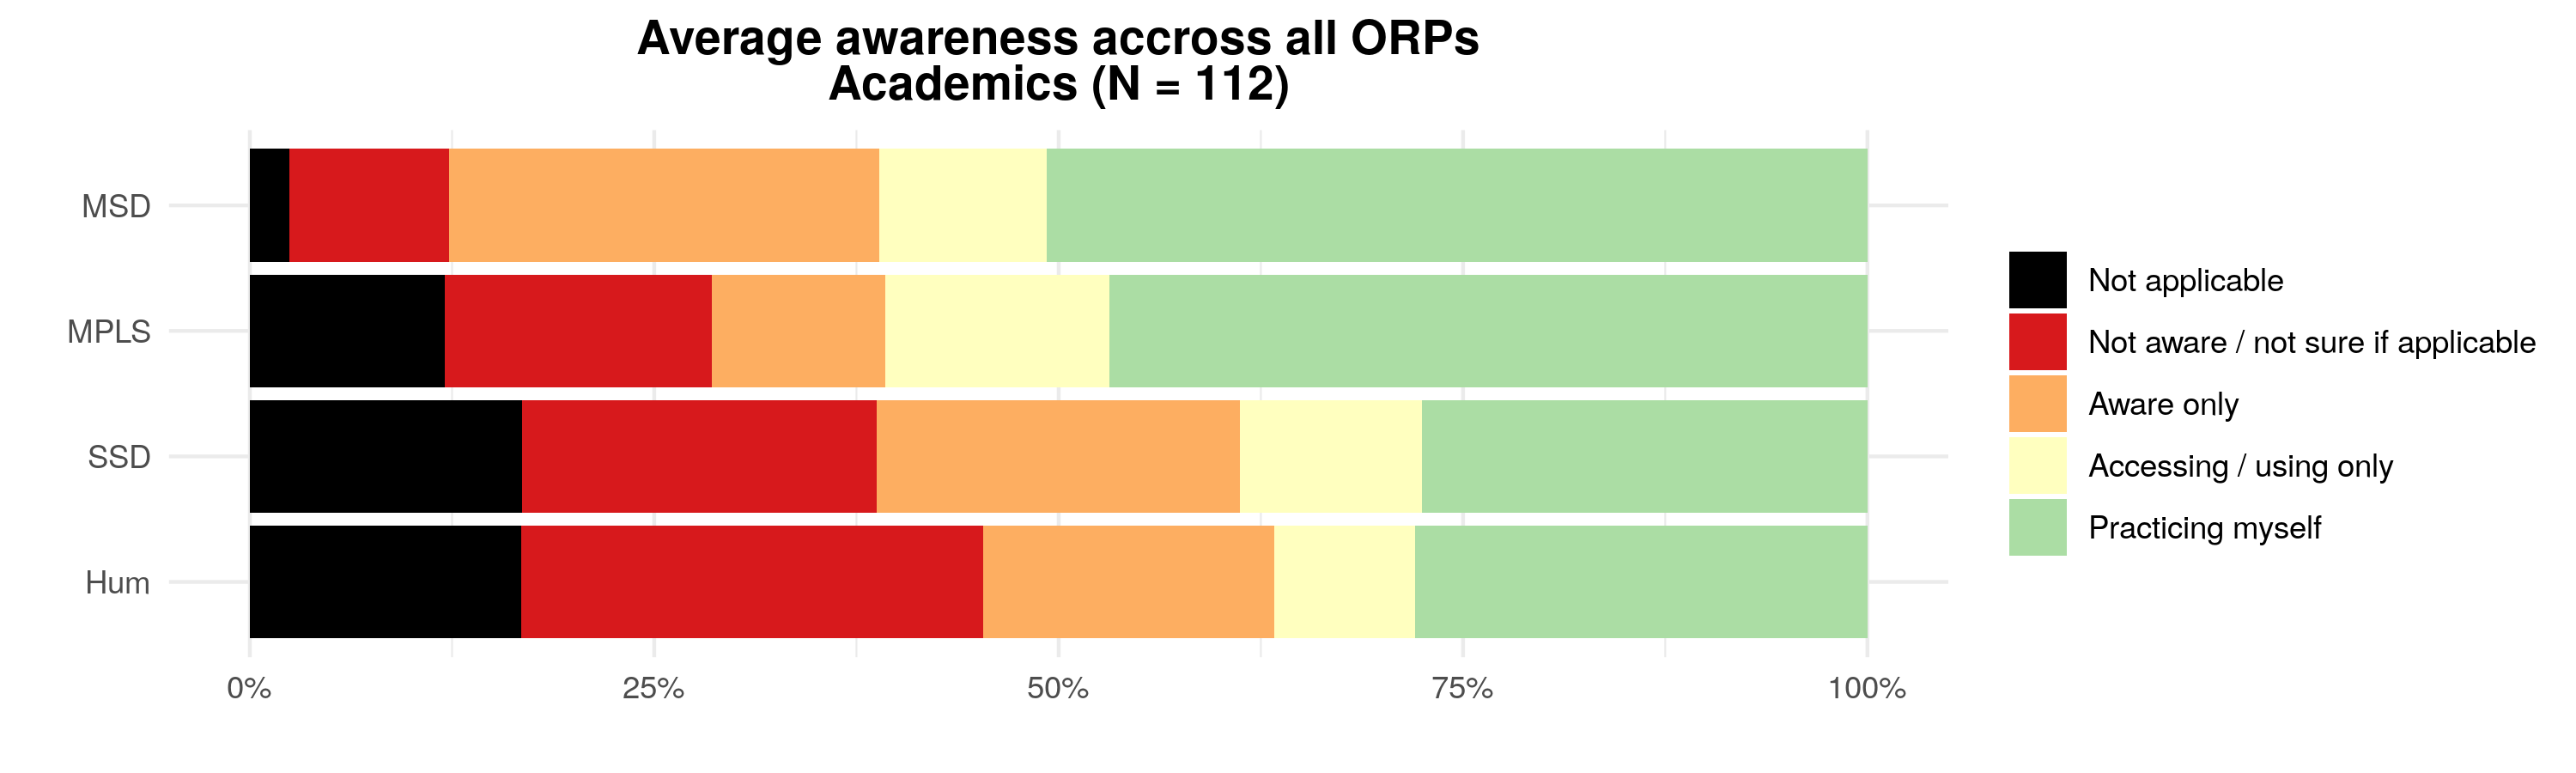 Average awareness accross all ORPs
Academics (N = 112)
MSD
MPLS
SSD
Hum
0% 25% 50% 75% 100%
Not applicable
Not aware / not sure if applicable
Aware only
Accessing / using only
Practicing myself